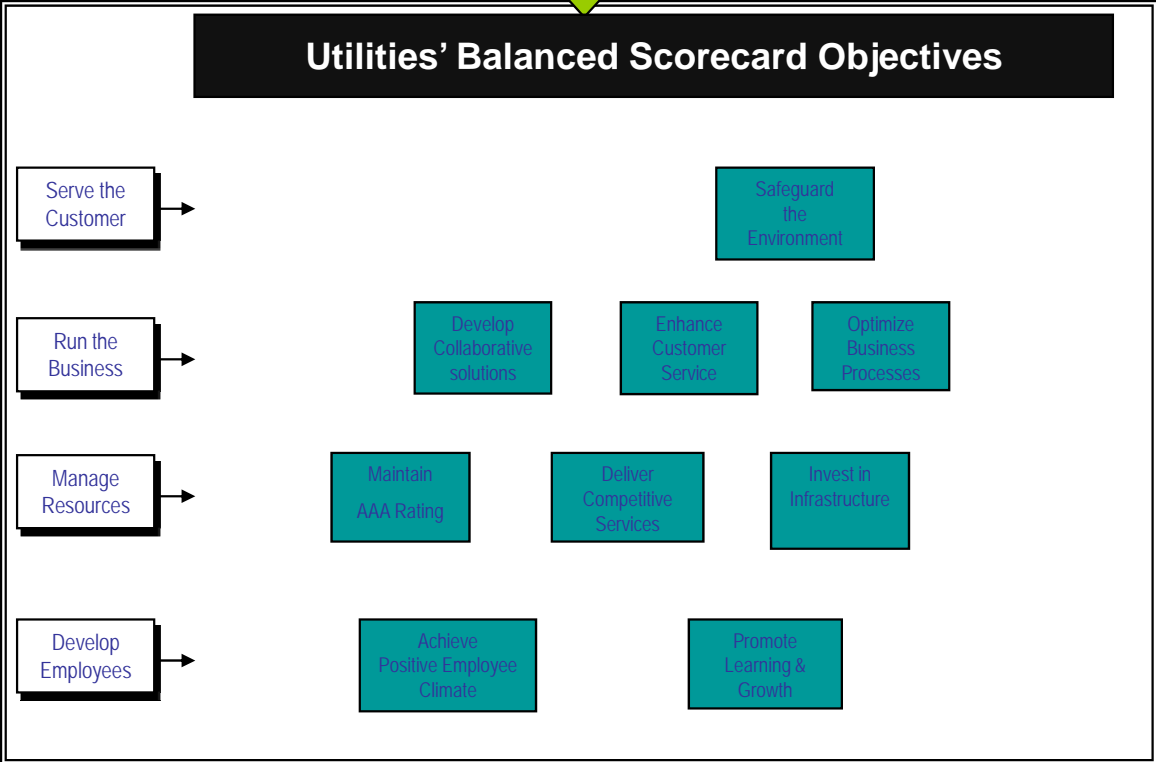 Utilities’ Balanced Scorecard Objectives
Serve the
Customer
Safeguard
the
Environment
Run the
Business
Develop
Collaborative
solutions
Enhance
Customer
Service
Optimize
Business
Processes
Manage
Resources
Maintain
AAA Rating
Deliver
Competitive
Services
Invest in
Infrastructure
Develop
Employees
Achieve
Positive Employee
Climate
Promote
Learning &
Growth